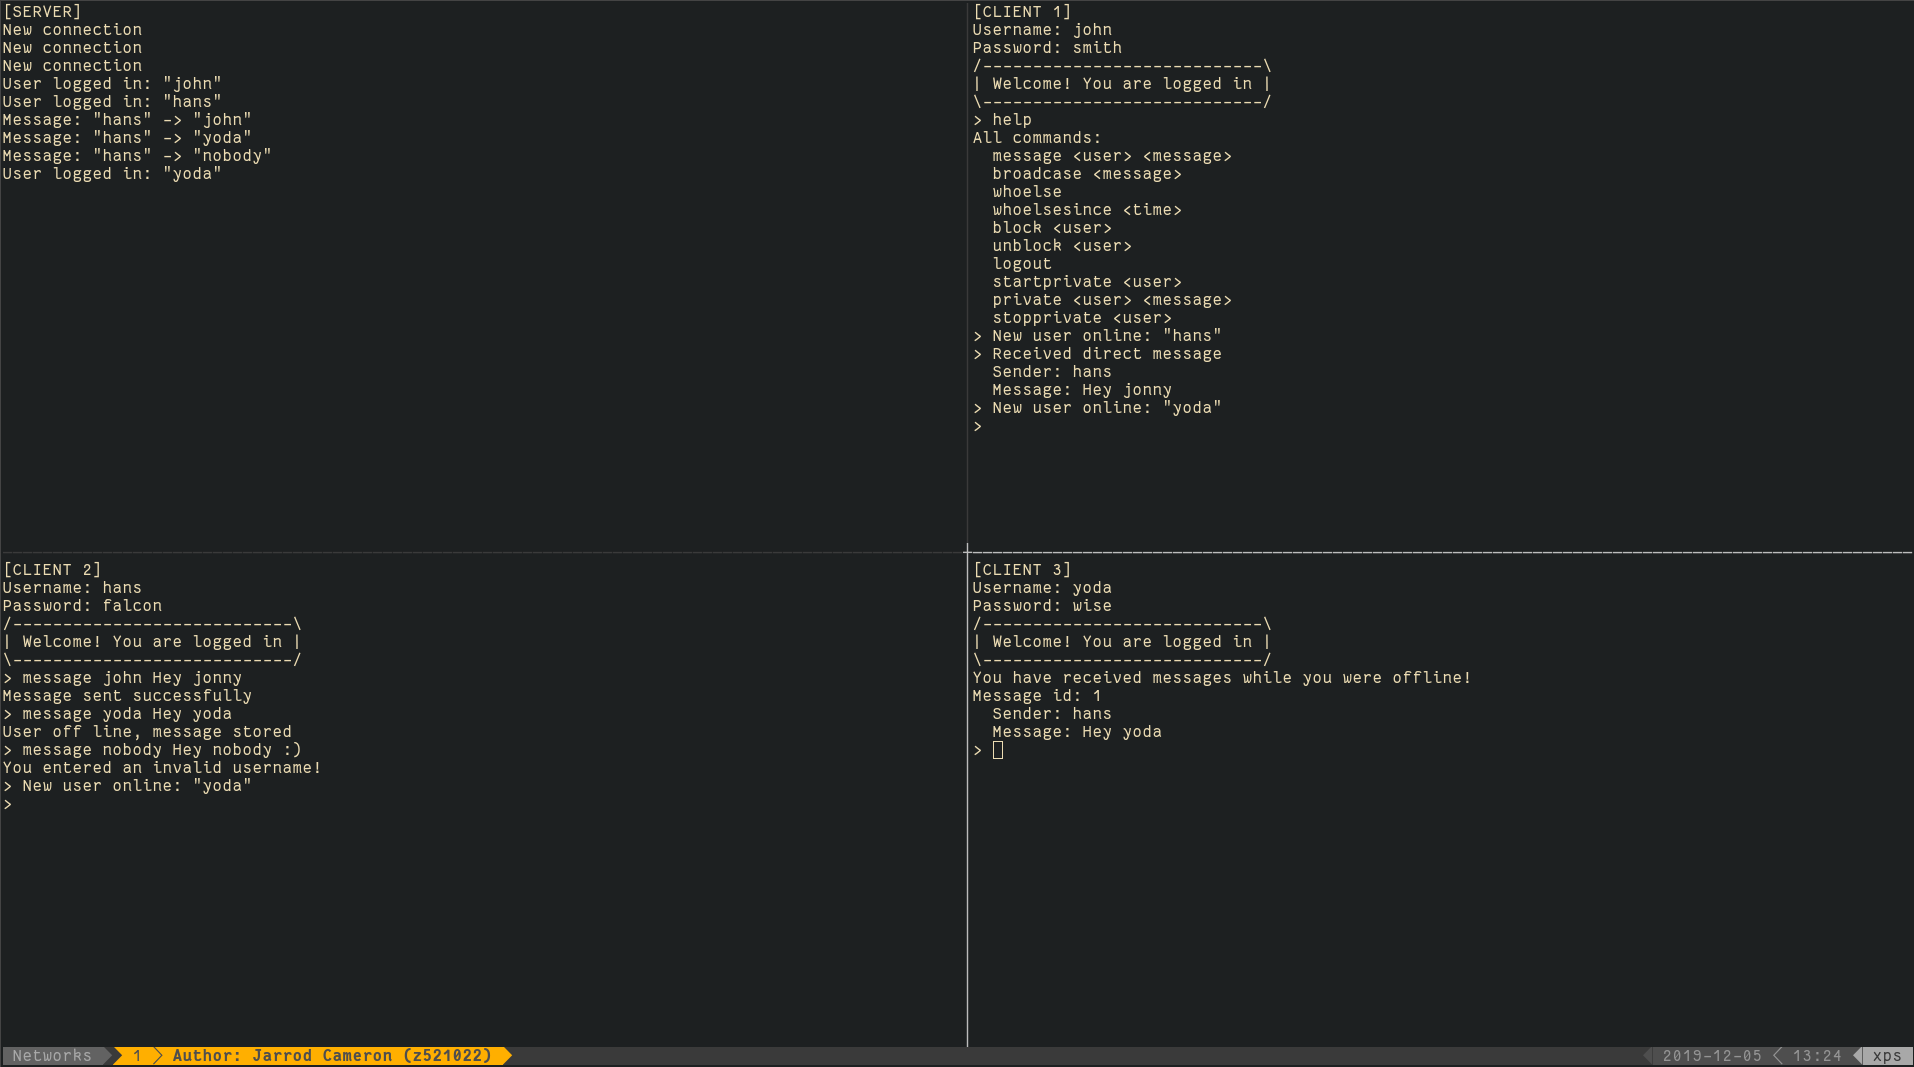 [SERVER]
New connection
New connection
New connection
User logged in: "john"
User logged in: "hans"
Message: "hans" -> "john"
Message: "hans" -> "yoda"
Message: "hans" -> "nobody"
User logged in: "yoda"
[CLIENT 1]
Username: john
Password: smith
/----------------------------\
| Welcome! You are logged in |
\----------------------------/
> help
All commands:
  message <user> <message>
  broadcase <message>
  whoelse
  whoelsesince <time>
  block <user>
  unblock <user>
  logout
  startprivate <user>
  private <user> <message>
  stopprivate <user>
> New user online: "hans"
> Received direct message
  Sender: hans
  Message: Hey jonny
> New user online: "yoda"
>
[CLIENT 2]
Username: hans
Password: falcon
/----------------------------\
| Welcome! You are logged in |
\----------------------------/
> message john Hey jonny
Message sent successfully
> message yoda Hey yoda
User off line, message stored
> message nobody Hey nobody :)
You entered an invalid username!
> New user online: "yoda"
>
[CLIENT 3]
Username: yoda
Password: wise
/----------------------------\
| Welcome! You are logged in |
\----------------------------/
You have received messages while you were offline!
Message id: 1
  Sender: hans
  Message: Hey yoda
>
Networks 1 Author: Jarrod Cameron (z521022) 2019-12-05 13:24 xps